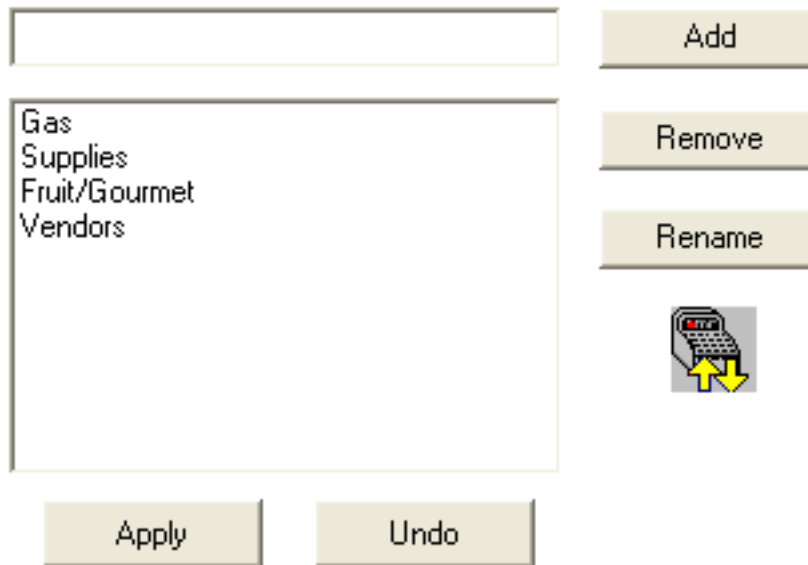 Add
Gas
Supplies
Fruit/Gourmet
Vendors
Remove
Rename
Apply
Undo